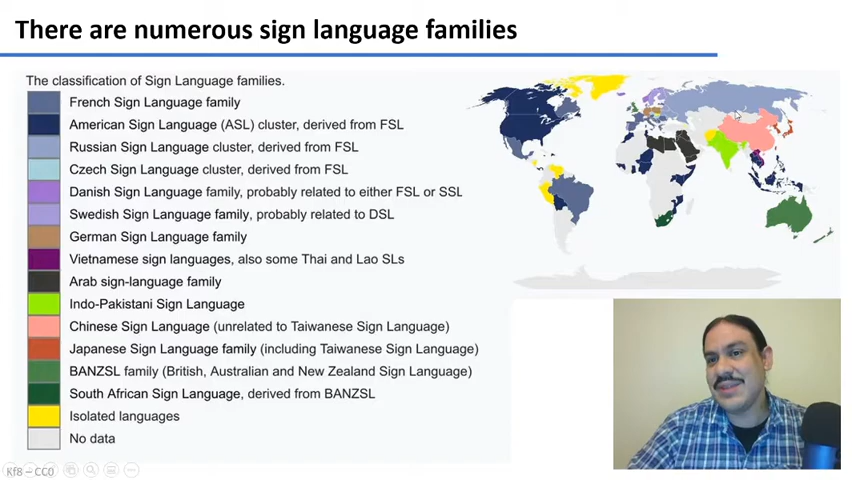 There are numerous sign language families
The classification of Sign Language families.
French Sign Language family
American Sign Language (ASL) cluster, derived from FSL
Russian Sign Language cluster, derived from FSL
Czech Sign Language cluster, derived from FSL
Danish Sign Language family, probably related to either FSL or SSL
Swedish Sign Language family, probably related to DSL
German Sign Language family
Vietnamese sign languages, also some Thai and Lao SLs
Arab sign-language family
Indo-Pakistani Sign Language
Chinese Sign Language (unrelated to Taiwanese Sign Language)
Japanese Sign Language family (including Taiwanese Sign Language)
BANZSL family (British, Australian and New Zealand Sign Language)
South African Sign Language, derived from BANZSL
Isolated languages
No data
Kf8 – CC0